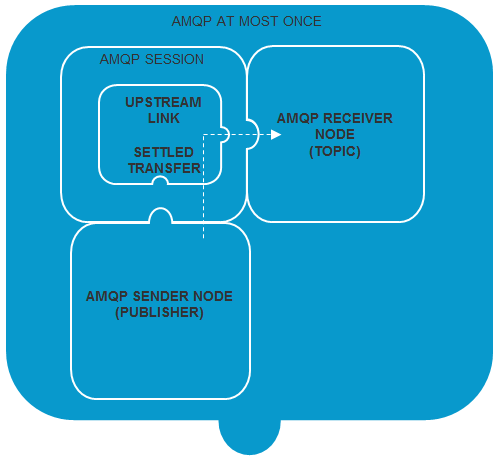 AMQP AT MOST ONCE
AMQP SESSION
UPSTREAM
LINK
SETTLED
TRANSFER
AMQP RECEIVER
NODE
(TOPIC)
AMQP SENDER NODE
(PUBLISHER)